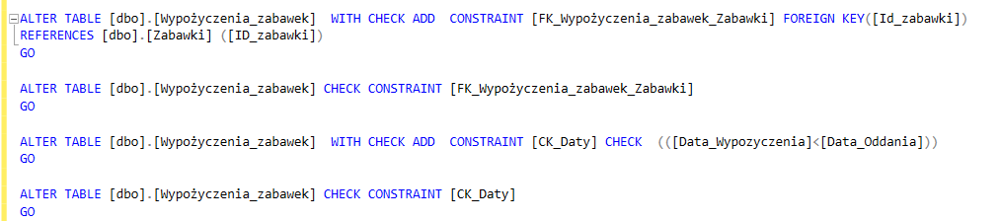 ALTER TABLE [dbo].[Wypożyczenia_zabawek]  WITH CHECK ADD  CONSTRAINT [FK_Wypożyczenia_zabawek_Zabawki] FOREIGN KEY([Id_zabawki])
REFERENCES [dbo].[Zabawki] ([ID_zabawki])
GO
ALTER TABLE [dbo].[Wypożyczenia_zabawek] CHECK CONSTRAINT [FK_Wypożyczenia_zabawek_Zabawki]
GO
ALTER TABLE [dbo].[Wypożyczenia_zabawek]  WITH CHECK ADD  CONSTRAINT [CK_Daty] CHECK  (([Data_Wypozyczenia]<[Data_Oddania]))
GO
ALTER TABLE [dbo].[Wypożyczenia_zabawek] CHECK CONSTRAINT [CK_Daty]
GO